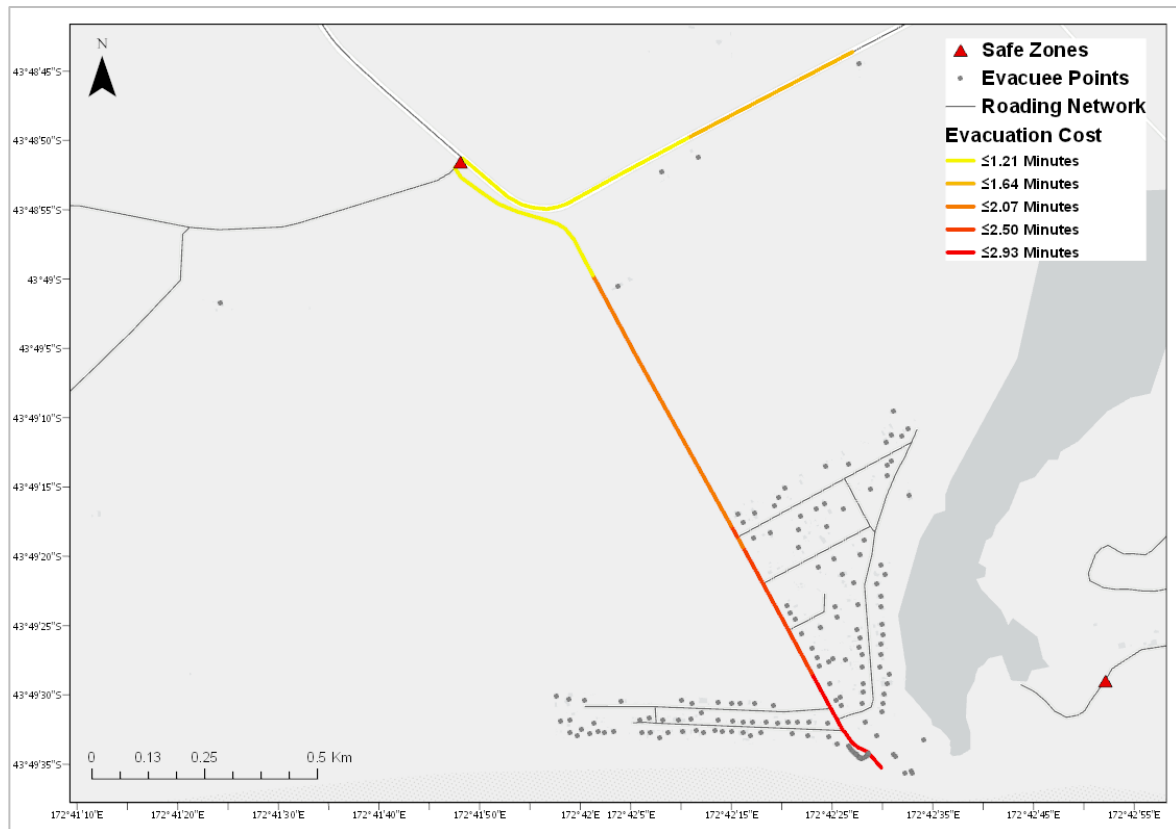 N
Safe Zones
Evacuee Points
Roading Network
Evacuation Cost
≤1.21 Minutes
≤1.64 Minutes
≤2.07 Minutes
≤2.50 Minutes
≤2.93 Minutes
43°48'45"S
43°48'50"S
43°48'55"S
43°49'S
43°49'5"S
43°49'10"S
43°49'15"S
43°49'20"S
43°49'25"S
43°49'30"S
43°49'35"S
0 0.13 0.25 0.5 Km
172°41'10"E 172°41'20"E 172°41'30"E 172°41'40"E 172°41'50"E 172°42'E 172°42'5"E 172°42'15"E 172°42'25"E 172°42'35"E 172°42'45"E 172°42'55"E